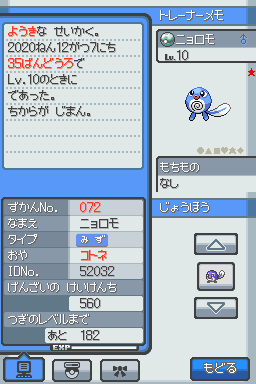 トレーナーメモ
ようきな せいかく。
2020ねん12がつ7にち
35ばんどうろで
Lv.10のときに
であった。
ちからが じまん。
ニョロモ ♂
Lv.10
もちもの
なし
じょうほう
ずかんNo. 072
なまえ ニョロモ
タイプ みず
おや コトネ
IDNo. 52032
げんざいの けいけんち
560
つぎのレベルまで
あと 182
EXP
もどる